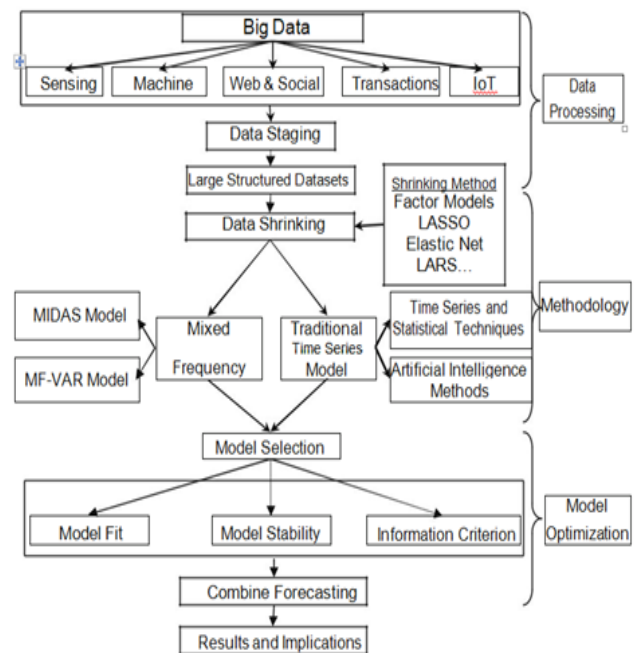 Big Data
Sensing
Machine
Web & Social
Transactions
IoT
Data
Processing
Data Staging
Large Structured Datasets
Shrinking Method
Factor Models
LASSO
Elastic Net
LARS...
Data Shrinking
Methodology
MIDAS Model
MF-VAR Model
Mixed
Frequency
Traditional
Time Series
Model
Time Series and
Statistical Techniques
Artificial Intelligence
Methods
Model Selection
Model Fit
Model Stability
Information Criterion
Model
Optimization
Combine Forecasting
Results and Implications